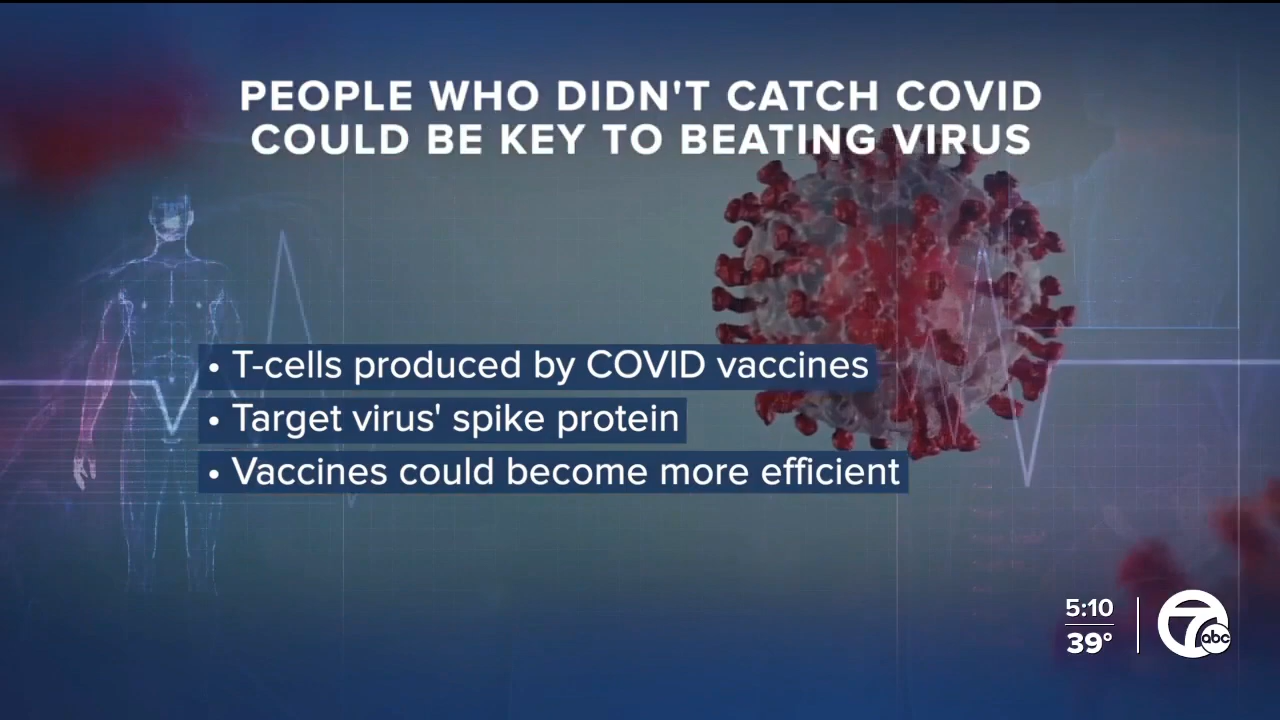 PEOPLE WHO DIDN'T CATCH COVID
COULD BE KEY TO BEATING VIRUS
• T-cells produced by COVID vaccines
• Target virus' spike protein
• Vaccines could become more efficient
5:10
39°
7 abc